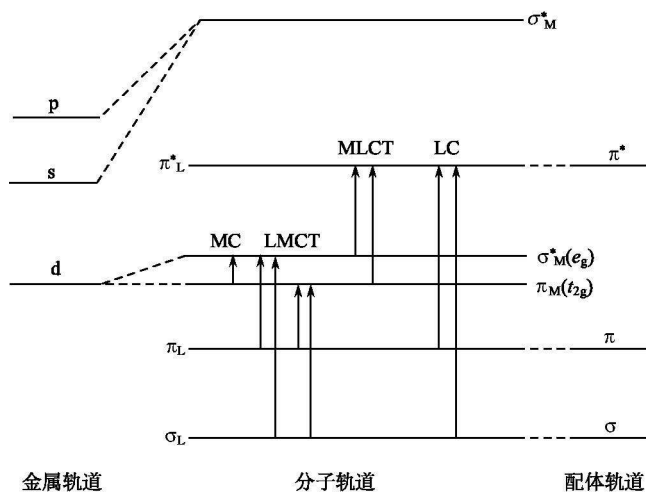 σ*M
p
MLCT LC
π*L π*
s
MC LMCT
σ*M(eg)
d
πM(t2g)
πL π
σL σ
金属轨道 分子轨道 配体轨道